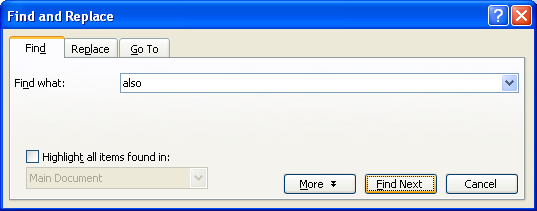 Find and Replace
Find Replace Go To
Find what: also
Highlight all items found in:
Main Document
More Find Next Cancel